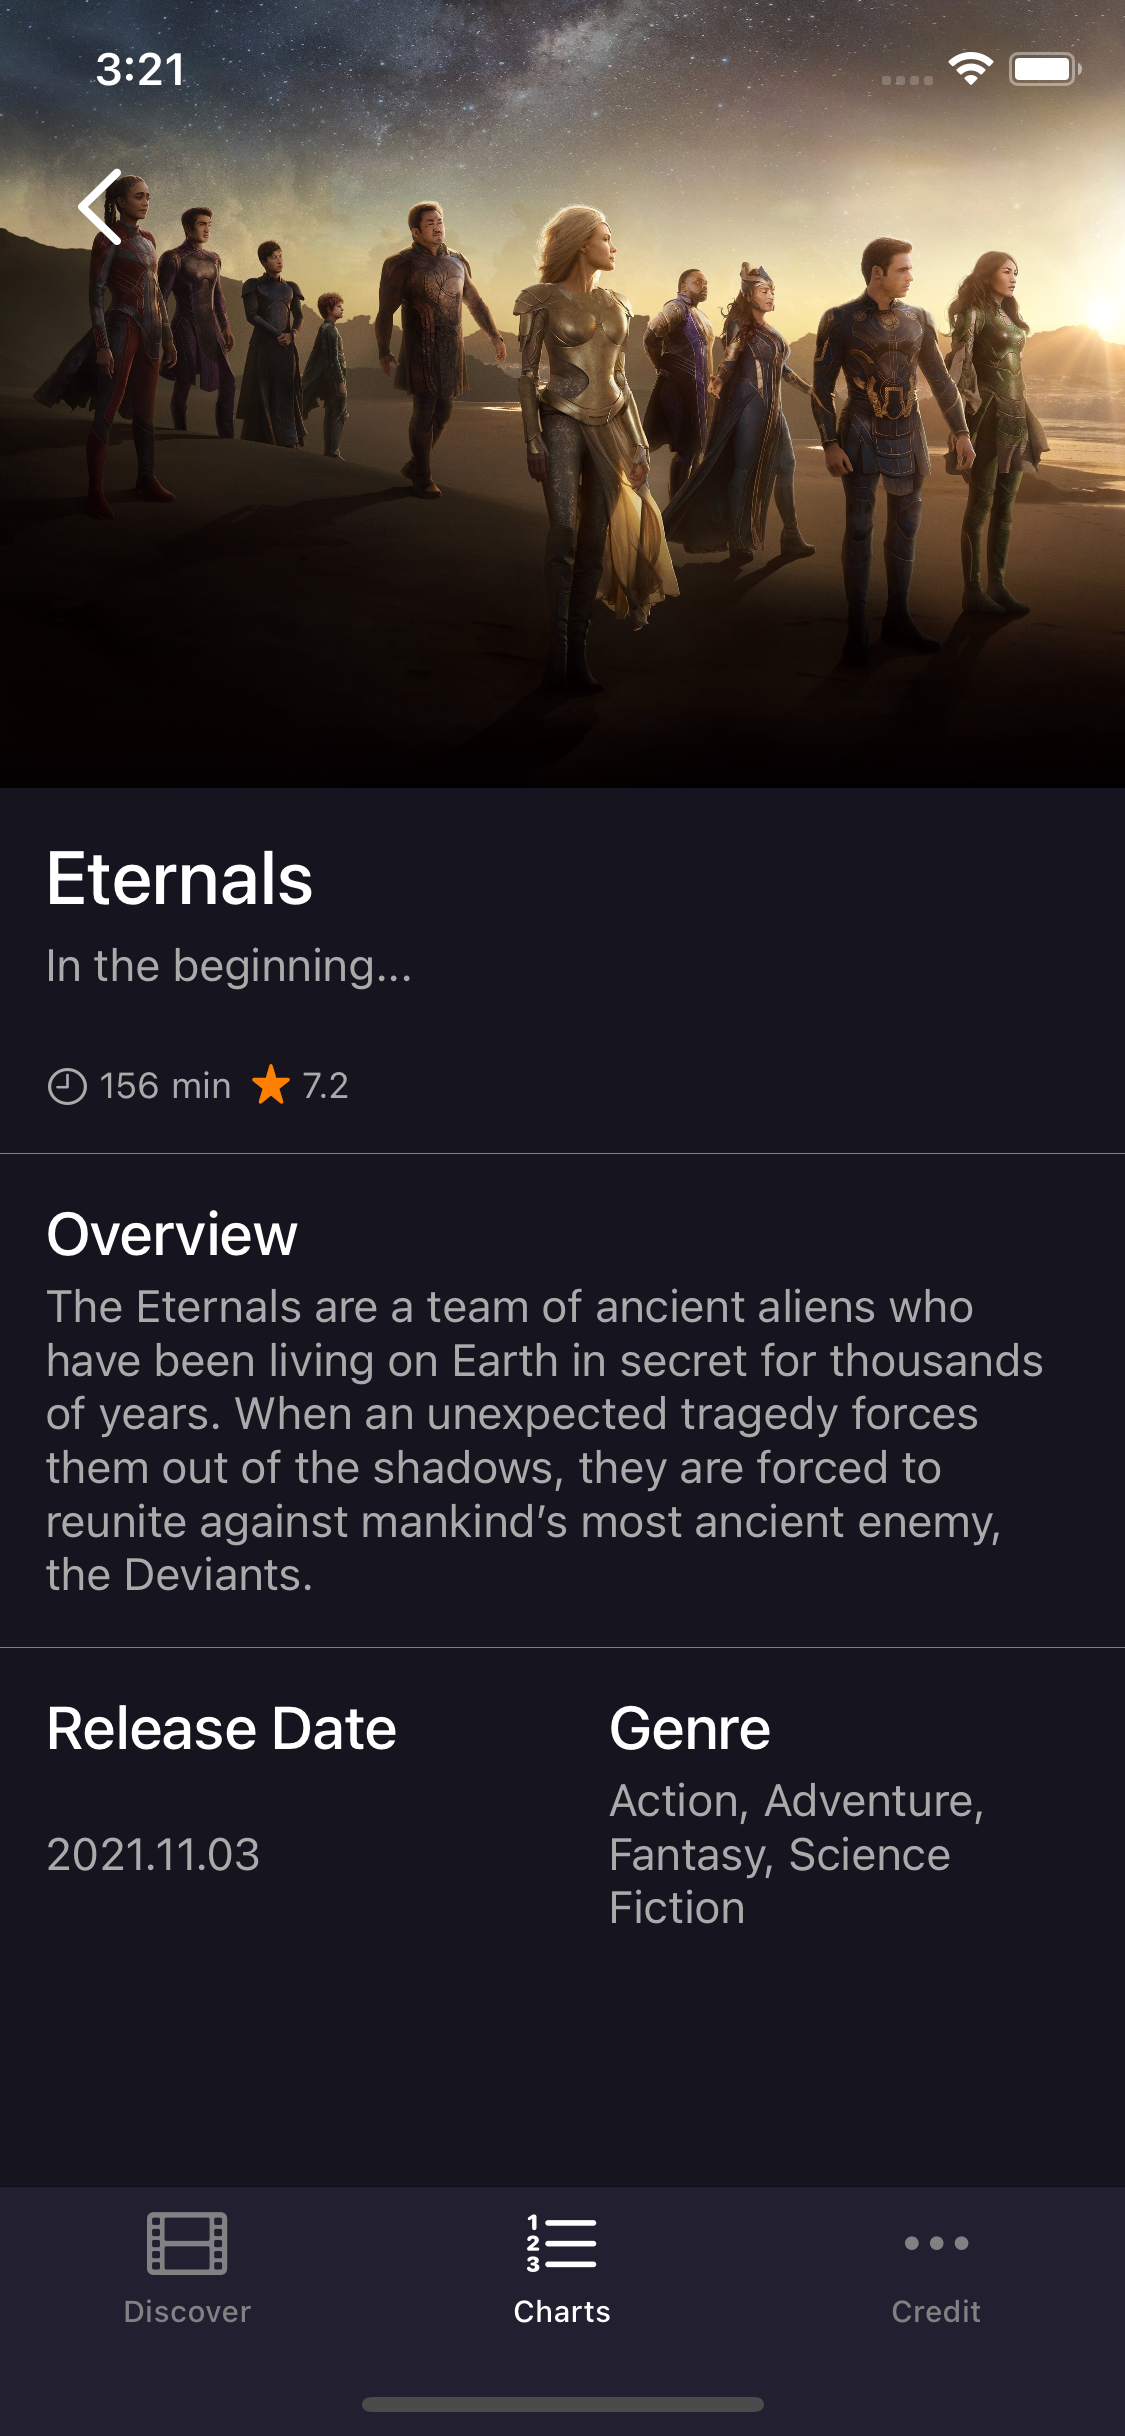 3:21
Eternals
In the beginning...
156 min 7.2
Overview
The Eternals are a team of ancient aliens who
have been living on Earth in secret for thousands
of years. When an unexpected tragedy forces
them out of the shadows, they are forced to
reunite against mankind’s most ancient enemy,
the Deviants.
Release Date
2021.11.03
Genre
Action, Adventure,
Fantasy, Science
Fiction
1
2
3
Discover
Charts
Credit